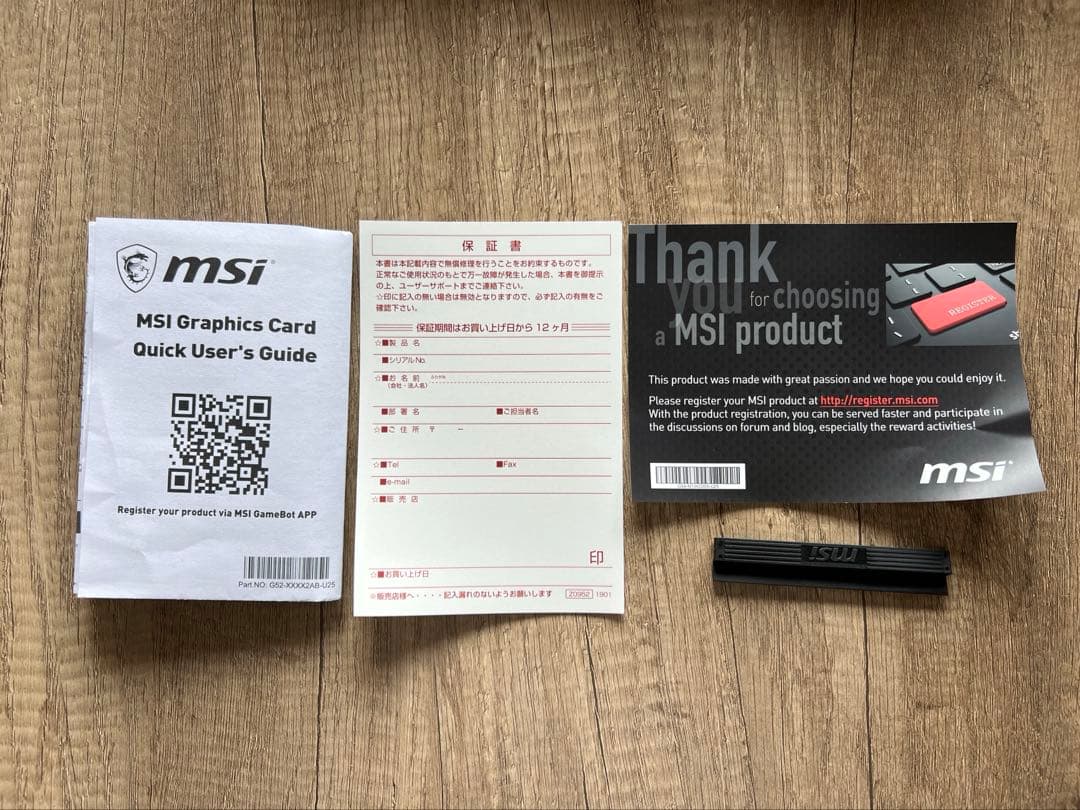 msi
MSI Graphics Card
Quick User's Guide
Register your product via MSI GameBot APP
Part.NO: G52-XXXX2AB-U25
保証書
本書は本記載内容で無償修理を行うことをお約束するものです。
正常なご使用状況のもとで万一故障が発生した場合、本書を御提示
の上、ユーザーサポートまでご連絡下さい。
☆印に記入の無い場合は無効となりますので、必ず記入の有無をご
確認下さい。
保証期間はお買い上げ日から12ヶ月
☆■製品名
■シリアルNo.
☆■お名前 ふりがな
(会社・法人名)
■部署名 ■ご担当者名
☆■ご住所 〒 −
☆■Tel ■Fax
■e-mail
☆■販売店
印
☆■お買い上げ日
※販売店様へ・・・・記入漏れのないようお願いします Z0952 1901
Thank
you for choosing
a MSI product
REGISTER
This product was made with great passion and we hope you could enjoy it.
Please register your MSI product at http://register.msi.com
With the product registration, you can be served faster and participate in
the discussions on forum and blog, especially the reward activities!
msi
msi